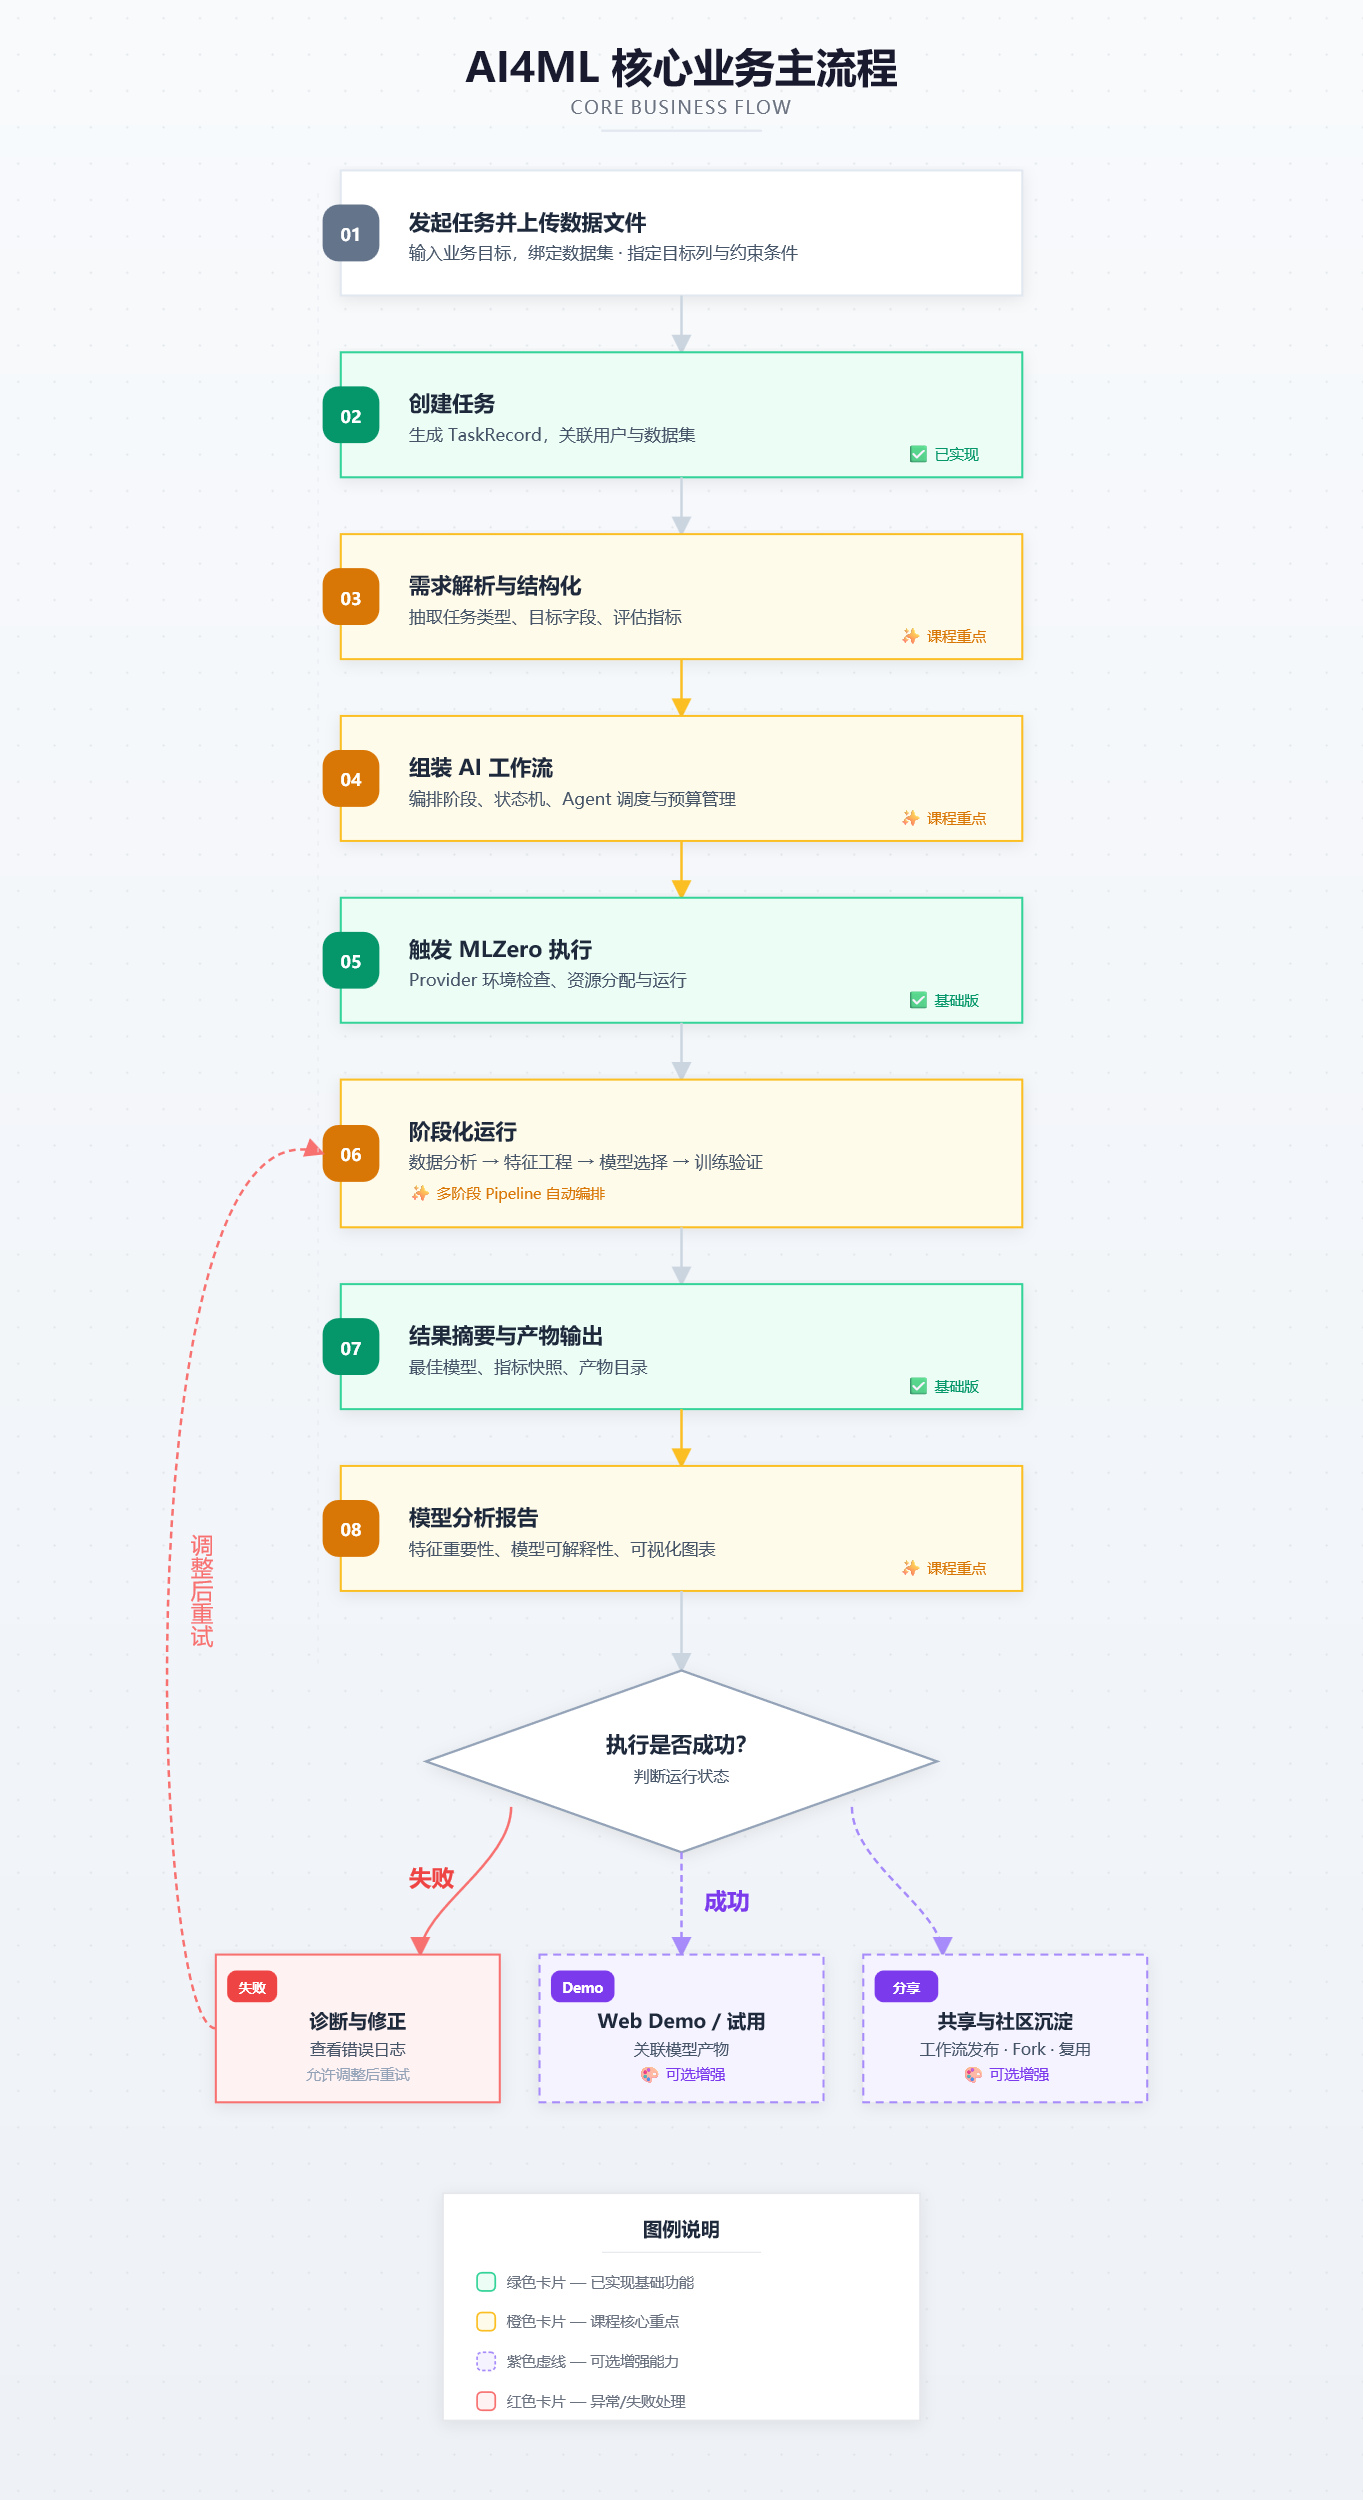 AI4ML 核心业务主流程
CORE BUSINESS FLOW
01
发起任务并上传数据文件
输入业务目标，绑定数据集 · 指定目标列与约束条件
02
创建任务
生成 TaskRecord，关联用户与数据集
✅ 已实现
03
需求解析与结构化
抽取任务类型、目标字段、评估指标
✨ 课程重点
04
组装 AI 工作流
编排阶段、状态机、Agent 调度与预算管理
✨ 课程重点
05
触发 MLZero 执行
Provider 环境检查、资源分配与运行
✅ 基础版
06
阶段化运行
数据分析 → 特征工程 → 模型选择 → 训练验证
✨ 多阶段 Pipeline 自动编排
07
结果摘要与产物输出
最佳模型、指标快照、产物目录
✅ 基础版
08
模型分析报告
特征重要性、模型可解释性、可视化图表
✨ 课程重点
调整后重试
执行是否成功？
判断运行状态
失败
成功
失败
诊断与修正
查看错误日志
允许调整后重试
Demo
Web Demo / 试用
关联模型产物
🎨 可选增强
分享
共享与社区沉淀
工作流发布 · Fork · 复用
🎨 可选增强
图例说明
绿色卡片 — 已实现基础功能
橙色卡片 — 课程核心重点
紫色虚线 — 可选增强能力
红色卡片 — 异常/失败处理